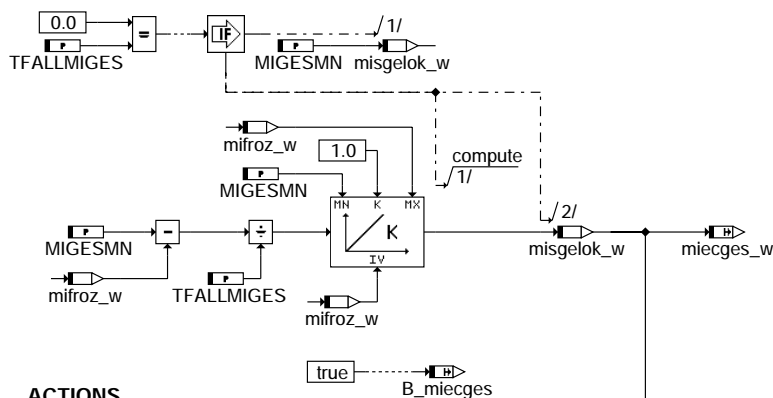 0.0
P
=
IF
1/
TFALLMIGES
P
MIGESMN
misgelok_w
mifroz_w
1.0
compute
1/
P
MIGESMN
MN K MX
2/
P
MIGESMN
-
÷
K
misgelok_w
miecges_w
mifroz_w
P
TFALLMIGES
IV
mifroz_w
true
B_miecges
ACTIONS